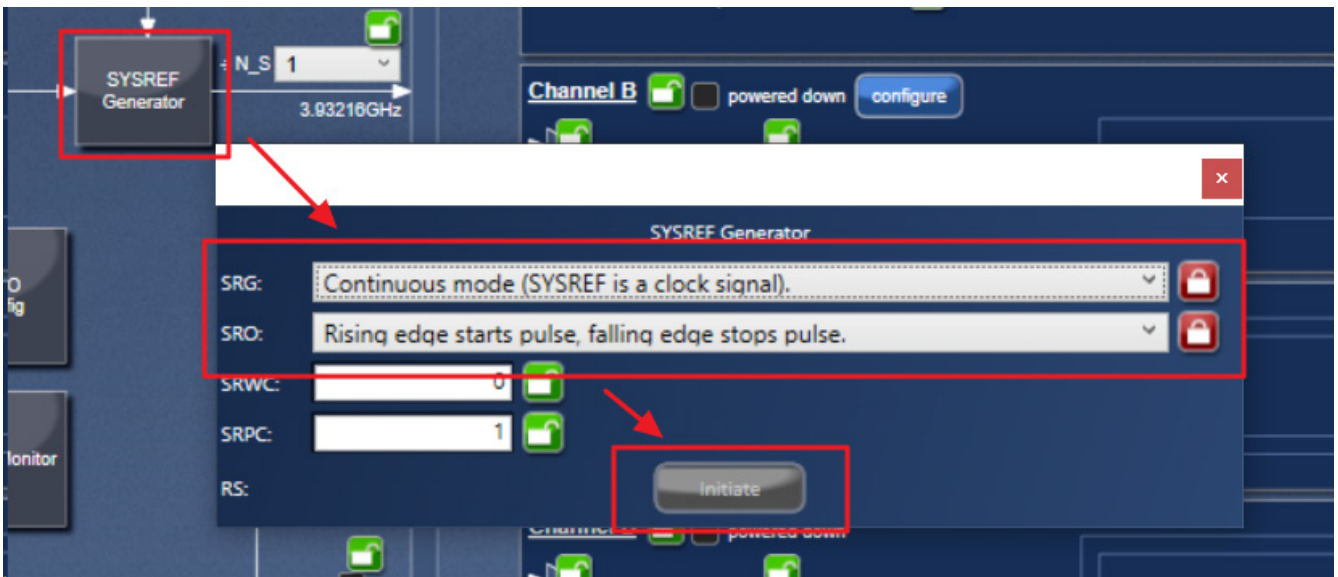 SYSREF
Generator
÷ N_S 1
3.93216GHz
Channel B powered down configure
SYSREF Generator
SRG: Continuous mode (SYSREF is a clock signal).
SRO: Rising edge starts pulse, falling edge stops pulse.
SRWC: 0
SRPC: 1
RS: Initiate
Monitor
powered down